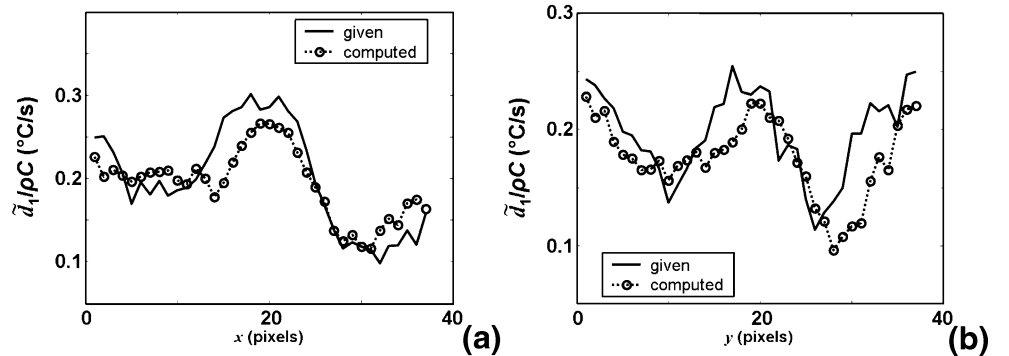 given
computed
0.3
0.2
0.1
d̃₁/ρC (°C/s)
0
20
40
x (pixels)
(a)
given
computed
0.3
0.2
0.1
d̃₁/ρC (°C/s)
0
20
40
y (pixels)
(b)